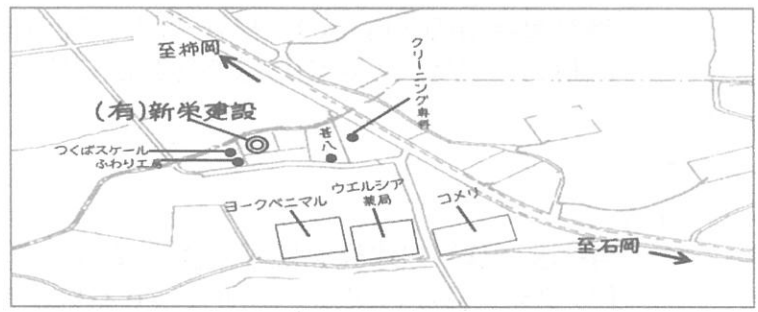 至柿岡
クリーニング専科
(有)新栄建設
甚八
つくばスケール
ふわり工房
ヨークベニマル
ウエルシア
薬局
コメリ
至石岡